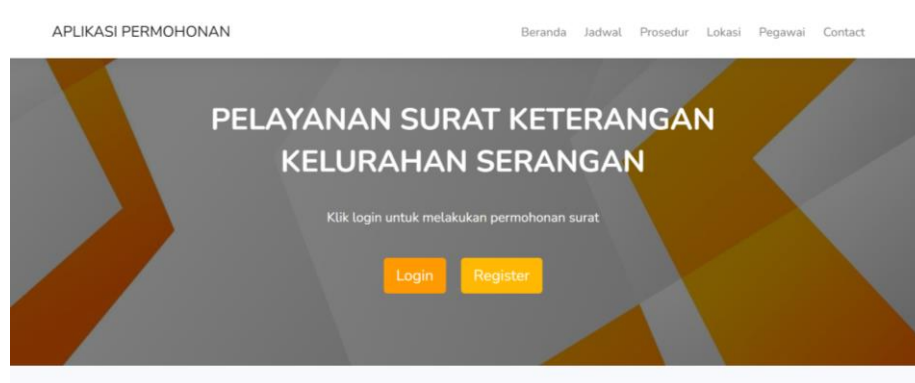 APLIKASI PERMOHONAN
Beranda Jadwal Prosedur Lokasi Pegawai Contact
PELAYANAN SURAT KETERANGAN
KELURAHAN SERANGAN
Klik login untuk melakukan permohonan surat
Login Register